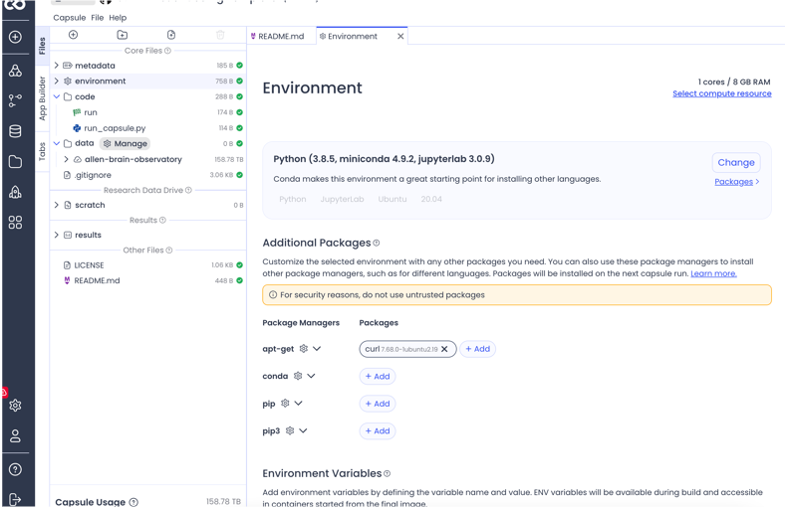 Capsule File Help
Files
App Builder
Tabs
Core Files
metadata 185 B
environment 758 B
code 288 B
run 174 B
run_capsule.py 114 B
data Manage 0 B
allen-brain-observatory 158.78 TB
.gitignore 3.06 KB
Research Data Drive
scratch 0 B
Results
results
Other Files
LICENSE 1.06 KB
README.md 448 B
Capsule Usage 158.78 TB
README.md Environment
Environment
1 cores / 8 GB RAM
Select compute resource
Python (3.8.5, miniconda 4.9.2, jupyterlab 3.0.9)
Change
Conda makes this environment a great starting point for installing other languages.
Packages
Python JupyterLab Ubuntu 20.04
Additional Packages
Customize the selected environment with any other packages you need. You can also use these package managers to install
other package managers, such as for different languages. Packages will be installed on the next capsule run. Learn more.
For security reasons, do not use untrusted packages
Package Managers Packages
apt-get curl 7.68.0-1ubuntu2.19 + Add
conda + Add
pip + Add
pip3 + Add
Environment Variables
Add environment variables by defining the variable name and value. ENV variables will be available during build and accessible
in containers started from the final image.